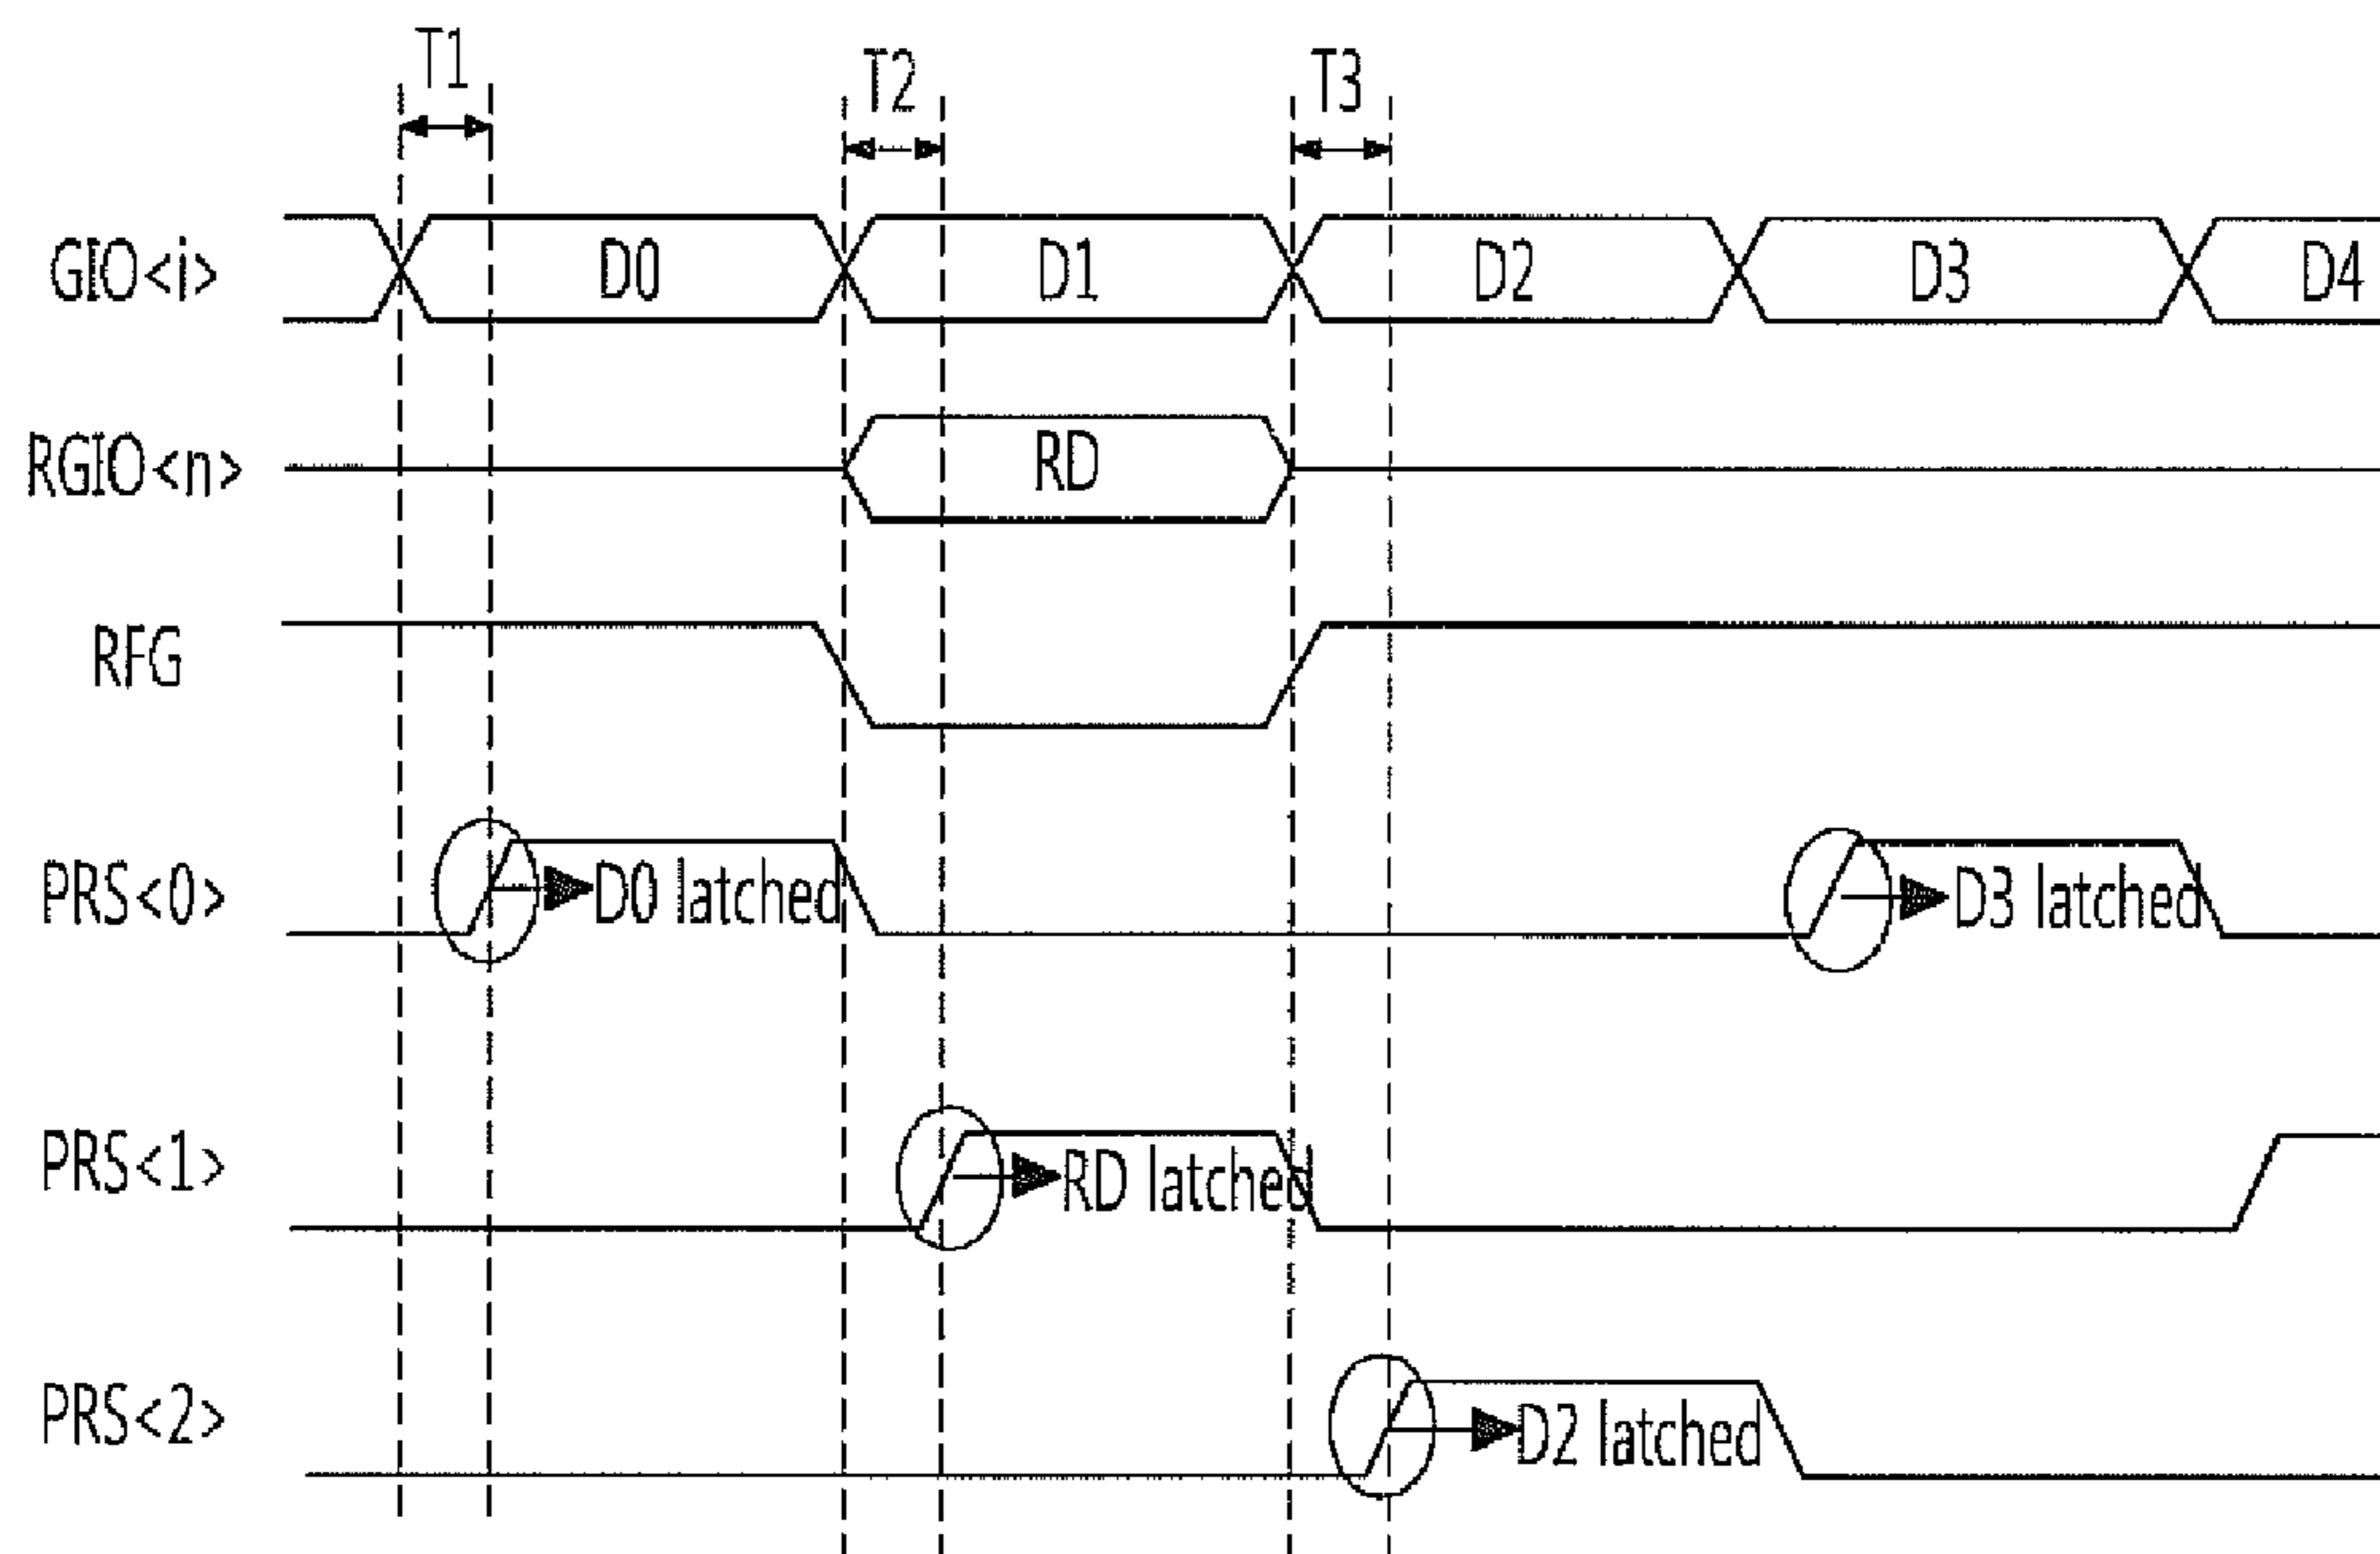 T1
T2
T3
GIO<i>
D0
D1
D2
D3
D4
RGIO<n>
RD
RFG
PRS<0>
D0 latched
D3 latched
PRS<1>
RD latched
PRS<2>
D2 latched